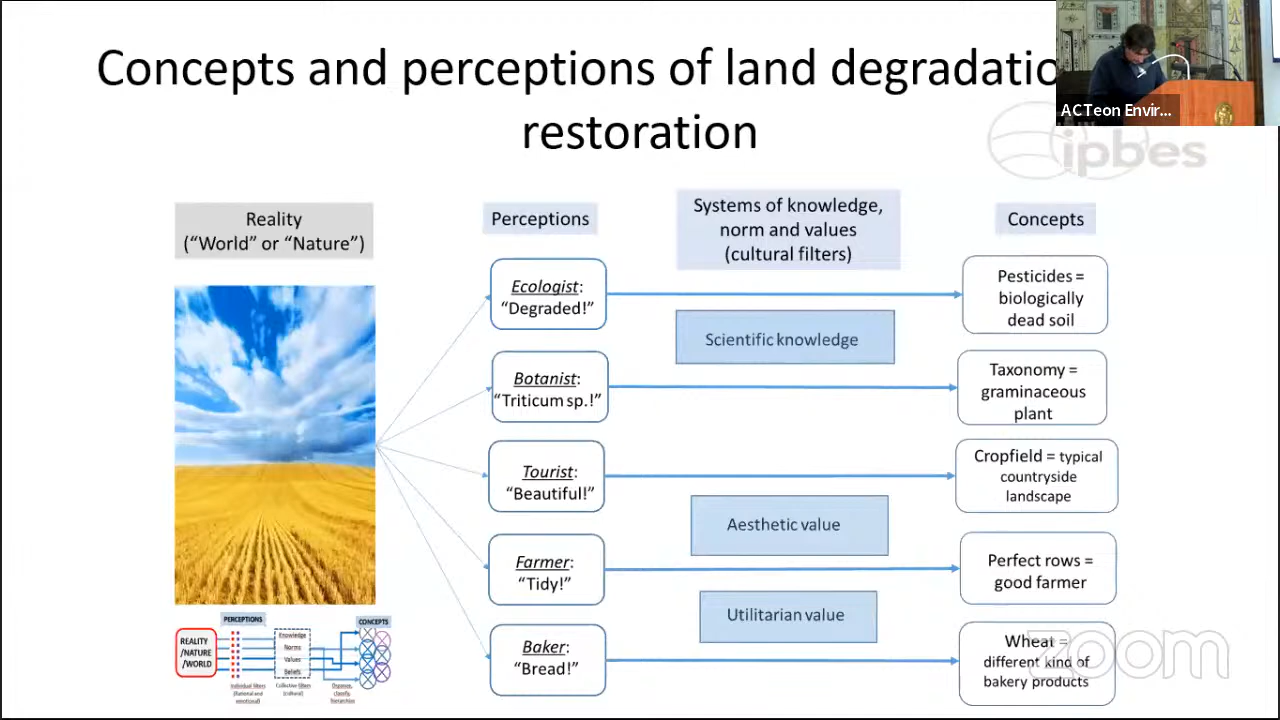 Concepts and perceptions of land degradatio
restoration
ACTeon Envir...
ipbes
Reality
(“World” or “Nature”)
Perceptions
Systems of knowledge,
norm and values
(cultural filters)
Concepts
Ecologist:
“Degraded!”
Pesticides =
biologically
dead soil
Scientific knowledge
Botanist:
“Triticum sp.!”
Taxonomy =
graminaceous
plant
Tourist:
“Beautiful!”
Cropfield = typical
countryside
landscape
Aesthetic value
Farmer:
“Tidy!”
Perfect rows =
good farmer
Utilitarian value
Baker:
“Bread!”
Wheat =
different kind of
bakery products
zoom
PERCEPTIONS
CONCEPTS
REALITY
/NATURE
/WORLD
Knowledge
Norms
Values
Beliefs
Individual filters
(Rational and
emotional)
Collective filters
(cultural)
Organize,
classify,
hierarchize